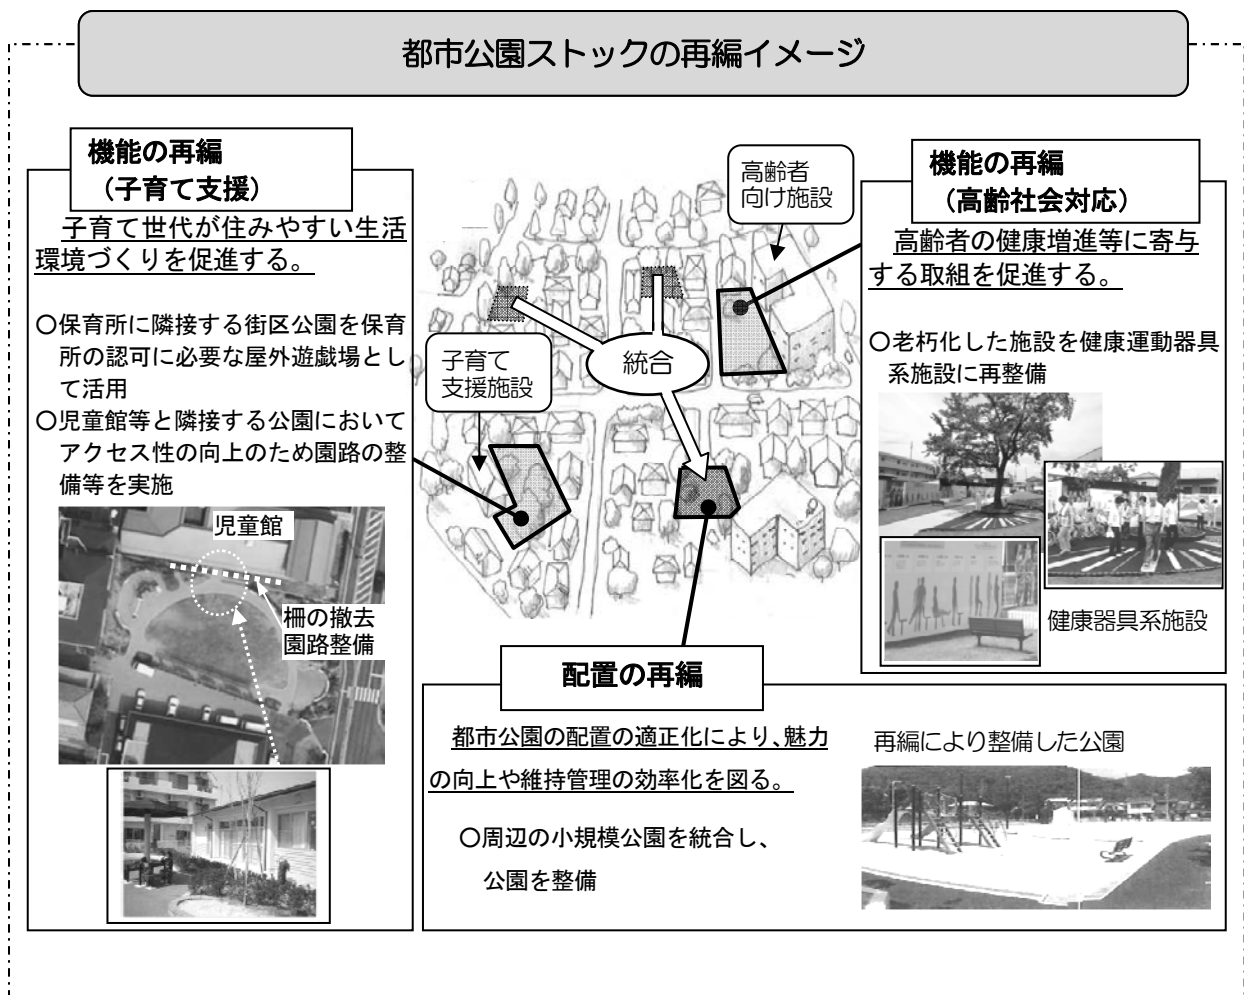 都市公園ストックの再編イメージ
機能の再編
（子育て支援）
子育て世代が住みやすい生活
環境づくりを促進する。
○保育所に隣接する街区公園を保育
所の認可に必要な屋外遊戯場とし
て活用
○児童館等と隣接する公園において
アクセス性の向上のため園路の整
備等を実施
児童館
柵の撤去
園路整備
高齢者
向け施設
子育て
支援施設
統合
機能の再編
（高齢社会対応）
高齢者の健康増進等に寄与
する取組を促進する。
○老朽化した施設を健康運動器具
系施設に再整備
健康器具系施設
配置の再編
都市公園の配置の適正化により、魅力
の向上や維持管理の効率化を図る。
○周辺の小規模公園を統合し、
公園を整備
再編により整備した公園